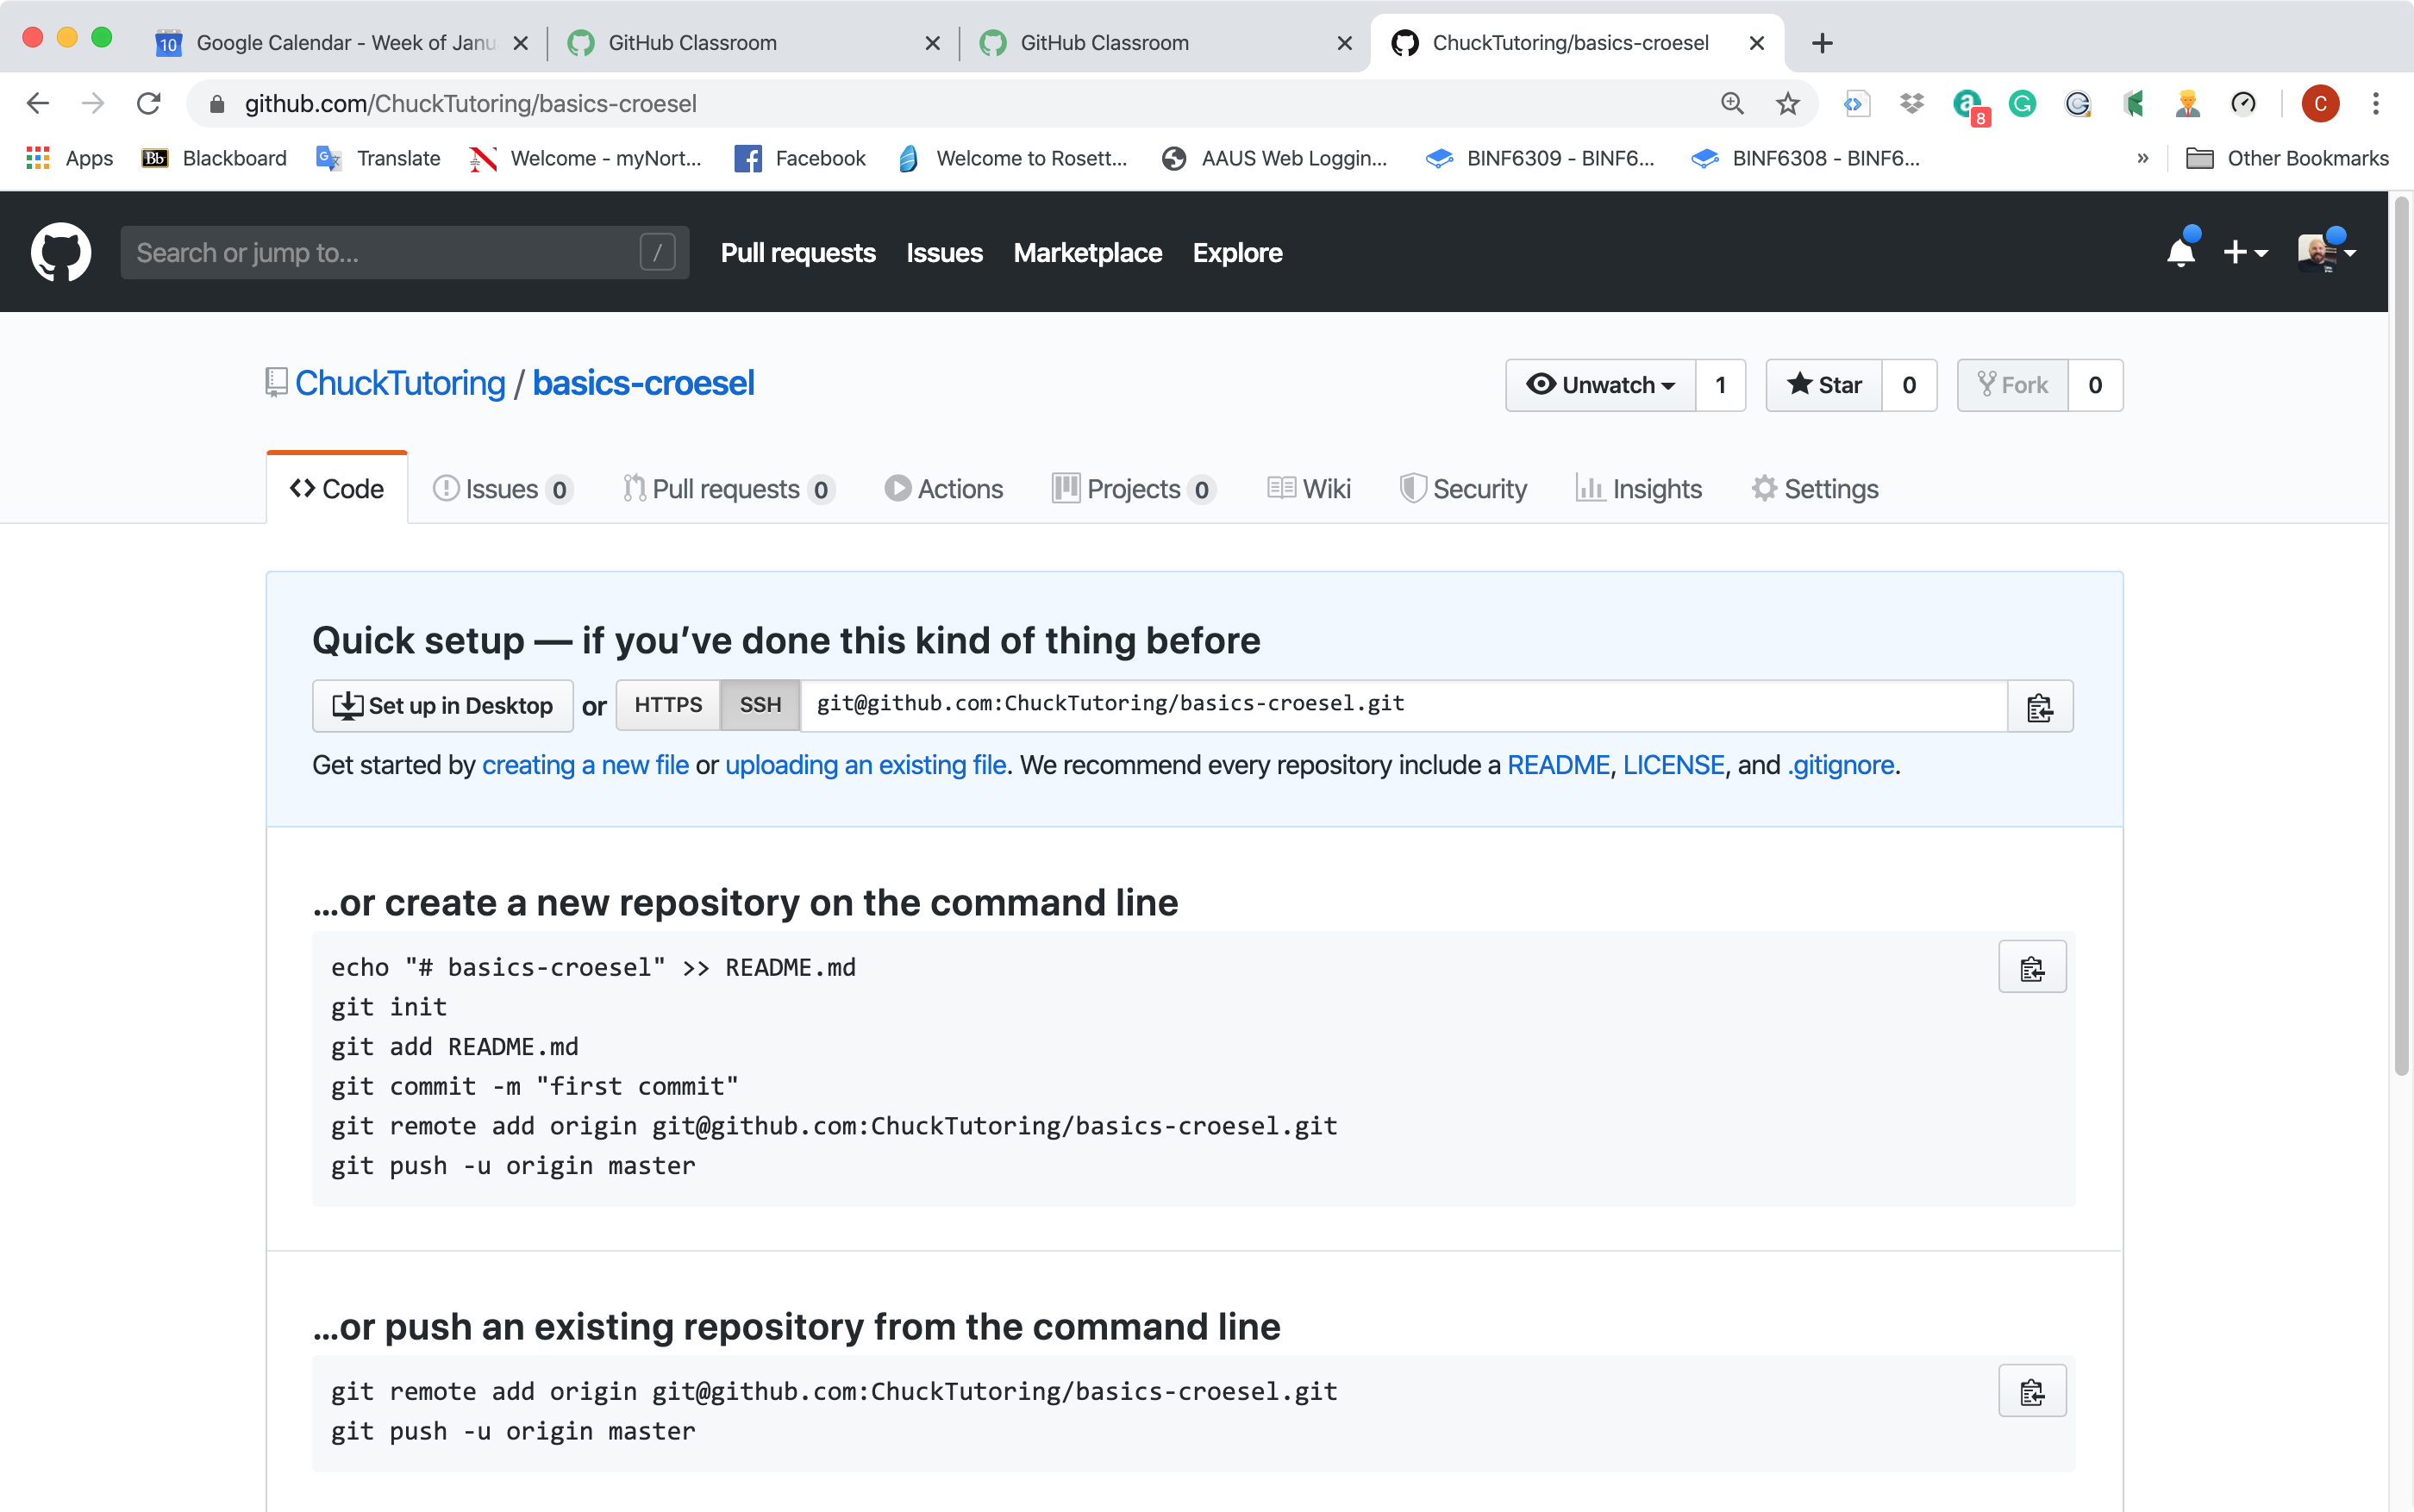 10 Google Calendar - Week of Janu
GitHub Classroom
GitHub Classroom
ChuckTutoring/basics-croesel
github.com/ChuckTutoring/basics-croesel
8
C
Apps
Bb Blackboard
Translate
Welcome - myNort...
Facebook
Welcome to Rosett...
AAUS Web Loggin...
BINF6309 - BINF6...
BINF6308 - BINF6...
»
Other Bookmarks
Search or jump to... /
Pull requests Issues Marketplace Explore
ChuckTutoring / basics-croesel
Unwatch 1 Star 0 Fork 0
Code Issues 0 Pull requests 0 Actions Projects 0 Wiki Security Insights Settings
Quick setup — if you’ve done this kind of thing before
Set up in Desktop or HTTPS SSH git@github.com:ChuckTutoring/basics-croesel.git
Get started by creating a new file or uploading an existing file. We recommend every repository include a README, LICENSE, and .gitignore.
…or create a new repository on the command line
echo "# basics-croesel" >> README.md
git init
git add README.md
git commit -m "first commit"
git remote add origin git@github.com:ChuckTutoring/basics-croesel.git
git push -u origin master
…or push an existing repository from the command line
git remote add origin git@github.com:ChuckTutoring/basics-croesel.git
git push -u origin master